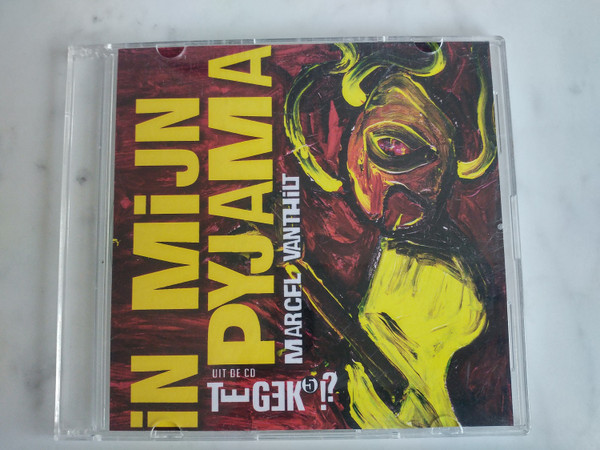 iN MiJN
PYJAMA
MARCEL VANTHiLT
UIT DE CD
TE GEK 5 !?